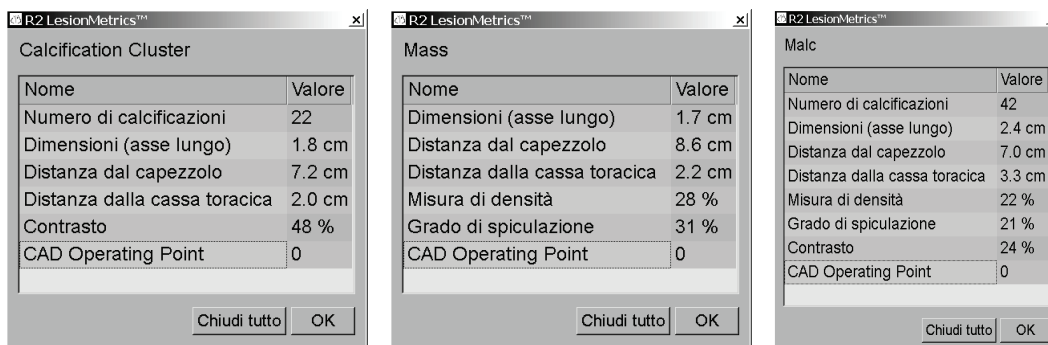 R2 LesionMetrics™
Calcification Cluster
Nome Valore
Numero di calcificazioni 22
Dimensioni (asse lungo) 1.8 cm
Distanza dal capezzolo 7.2 cm
Distanza dalla cassa toracica 2.0 cm
Contrasto 48 %
CAD Operating Point 0
Chiudi tutto OK
R2 LesionMetrics™
Mass
Nome Valore
Dimensioni (asse lungo) 1.7 cm
Distanza dal capezzolo 8.6 cm
Distanza dalla cassa toracica 2.2 cm
Misura di densità 28 %
Grado di spiculazione 31 %
CAD Operating Point 0
Chiudi tutto OK
R2 LesionMetrics™
Malc
Nome Valore
Numero di calcificazioni 42
Dimensioni (asse lungo) 2.4 cm
Distanza dal capezzolo 7.0 cm
Distanza dalla cassa toracica 3.3 cm
Misura di densità 22 %
Grado di spiculazione 21 %
Contrasto 24 %
CAD Operating Point 0
Chiudi tutto OK